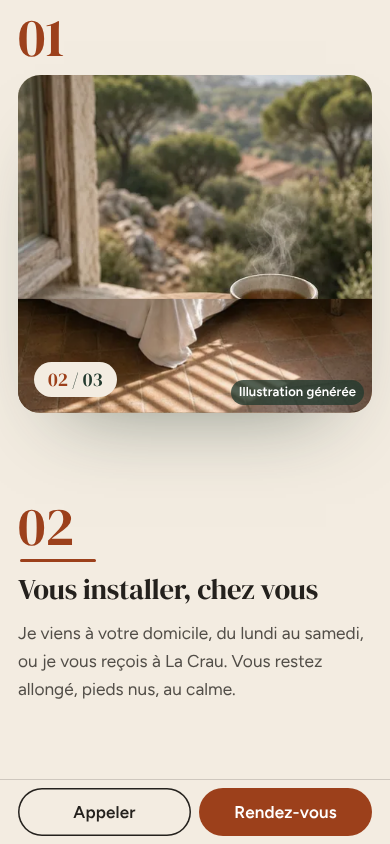 01
02 / 03
Illustration générée
02
Vous installer, chez vous
Je viens à votre domicile, du lundi au samedi,
ou je vous reçois à La Crau. Vous restez
allongé, pieds nus, au calme.
Appeler
Rendez-vous